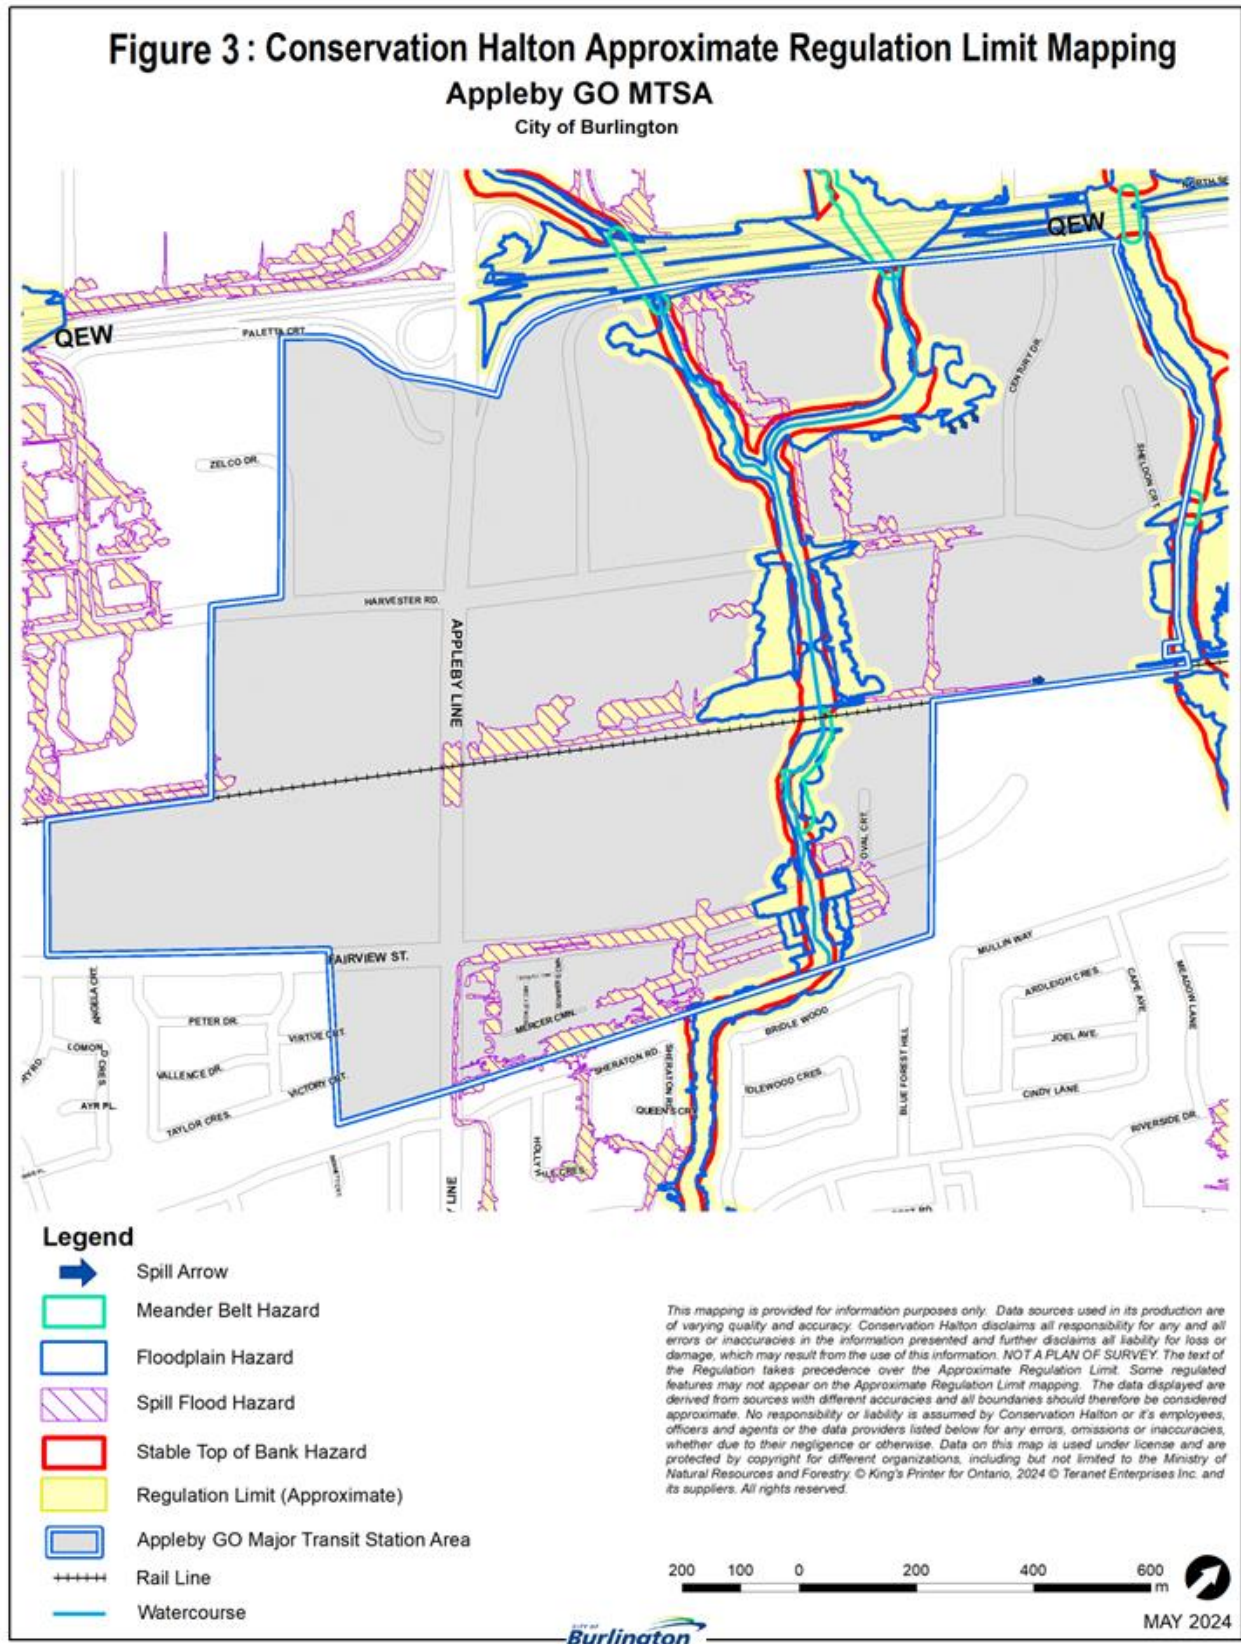 Figure 3 : Conservation Halton Approximate Regulation Limit Mapping
Appleby GO MTSA
City of Burlington
QEW
QEW
PALETTA CRT.
CENTURY DR.
ZELCO DR.
SHELDON CRT.
HARVESTER RD.
APPLEBY LINE
OVAL CRT.
FAIRVIEW ST.
MULLIN WAY
ANGELA CRT.
ARDLEIGH CRES.
CAPE AVE.
MEADOW LANE
PETER DR.
MERCER CMN.
BRIDLE WOOD
VIRTUE CRT.
JOEL AVE.
VALLENCE DR.
SHERATON RD.
BLUE FOREST HILL
VICTORY CRT.
CINDY LANE
AYR PL.
TAYLOR CRES.
RIVERSIDE DR.
LINE
Legend
Spill Arrow
Meander Belt Hazard
Floodplain Hazard
Spill Flood Hazard
Stable Top of Bank Hazard
Regulation Limit (Approximate)
Appleby GO Major Transit Station Area
Rail Line
Watercourse
This mapping is provided for information purposes only. Data sources used in its production are
of varying quality and accuracy. Conservation Halton disclaims all responsibility for any and all
errors or inaccuracies in the information presented and further disclaims all liability for loss or
damage, which may result from the use of this information. NOT A PLAN OF SURVEY. The text of
the Regulation takes precedence over the Approximate Regulation Limit. Some regulated
features may not appear on the Approximate Regulation Limit mapping. The data displayed are
derived from sources with different accuracies and all boundaries should therefore be considered
approximate. No responsibility or liability is assumed by Conservation Halton or it's employees,
officers and agents or the data providers listed below for any errors, omissions or inaccuracies,
whether due to their negligence or otherwise. Data on this map is used under license and are
protected by copyright for different organizations, including but not limited to the Ministry of
Natural Resources and Forestry. © King's Printer for Ontario, 2024 © Teranet Enterprises Inc. and
its suppliers. All rights reserved.
200 100 0 200 400 600
m
MAY 2024
CITY OF
Burlington